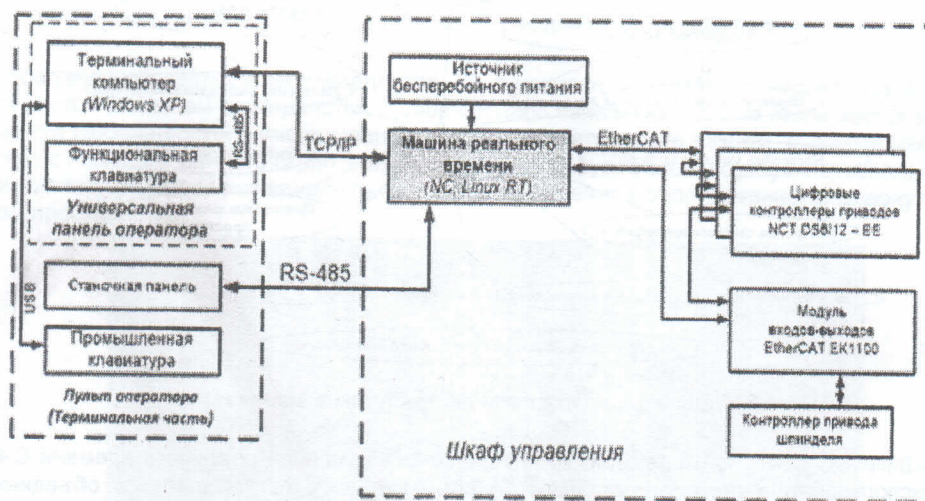 Терминальный
компьютер
(Windows XP)
RS-485
Функциональная
клавиатура
Универсальная
панель оператора
USB
Станочная панель
Промышленная
клавиатура
Пульт оператора
(Терминальная часть)
TCP/IP
RS-485
Источник
бесперебойного питания
Машина реального
времени
(NC, Linux RT)
EtherCAT
Цифровые
контроллеры приводов
NCT DS6/12 – EE
Модуль
входов-выходов
EtherCAT EK1100
Контроллер привода
шпинделя
Шкаф управления